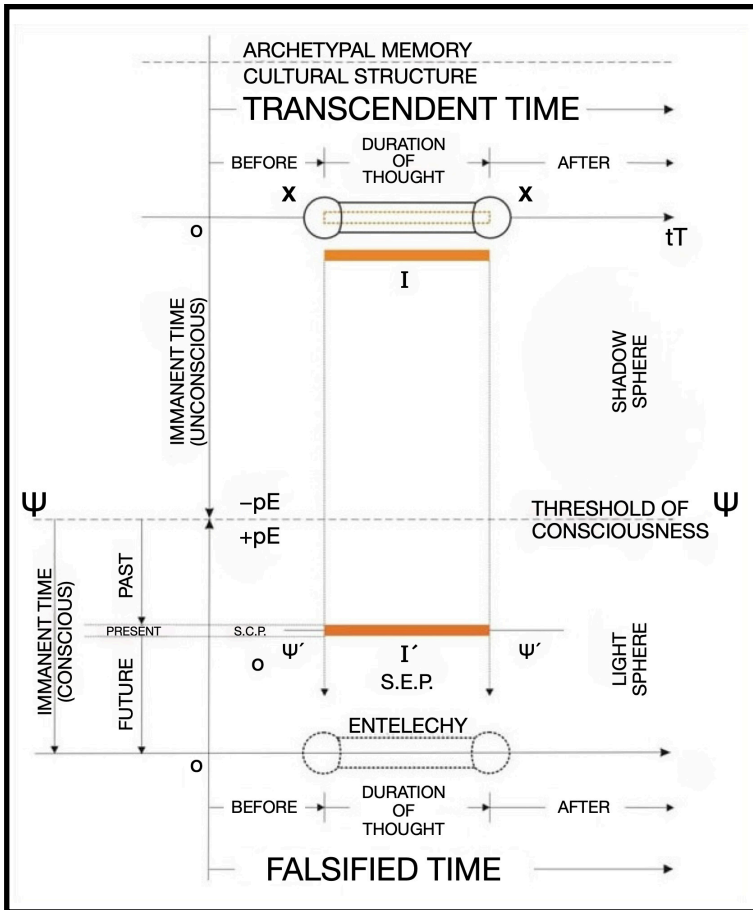 ARCHETYPAL MEMORY
CULTURAL STRUCTURE
TRANSCENDENT TIME
BEFORE
DURATION
OF
THOUGHT
AFTER
X
X
o
tT
I
IMMANENT TIME
(UNCONSCIOUS)
SHADOW
SPHERE
Ψ
−pE
THRESHOLD OF
CONSCIOUSNESS
Ψ
+pE
IMMANENT TIME
(CONSCIOUS)
PAST
PRESENT
FUTURE
S.C.P.
o
Ψ´
I´
Ψ´
S.E.P.
LIGHT
SPHERE
ENTELECHY
o
BEFORE
DURATION
OF
THOUGHT
AFTER
FALSIFIED TIME